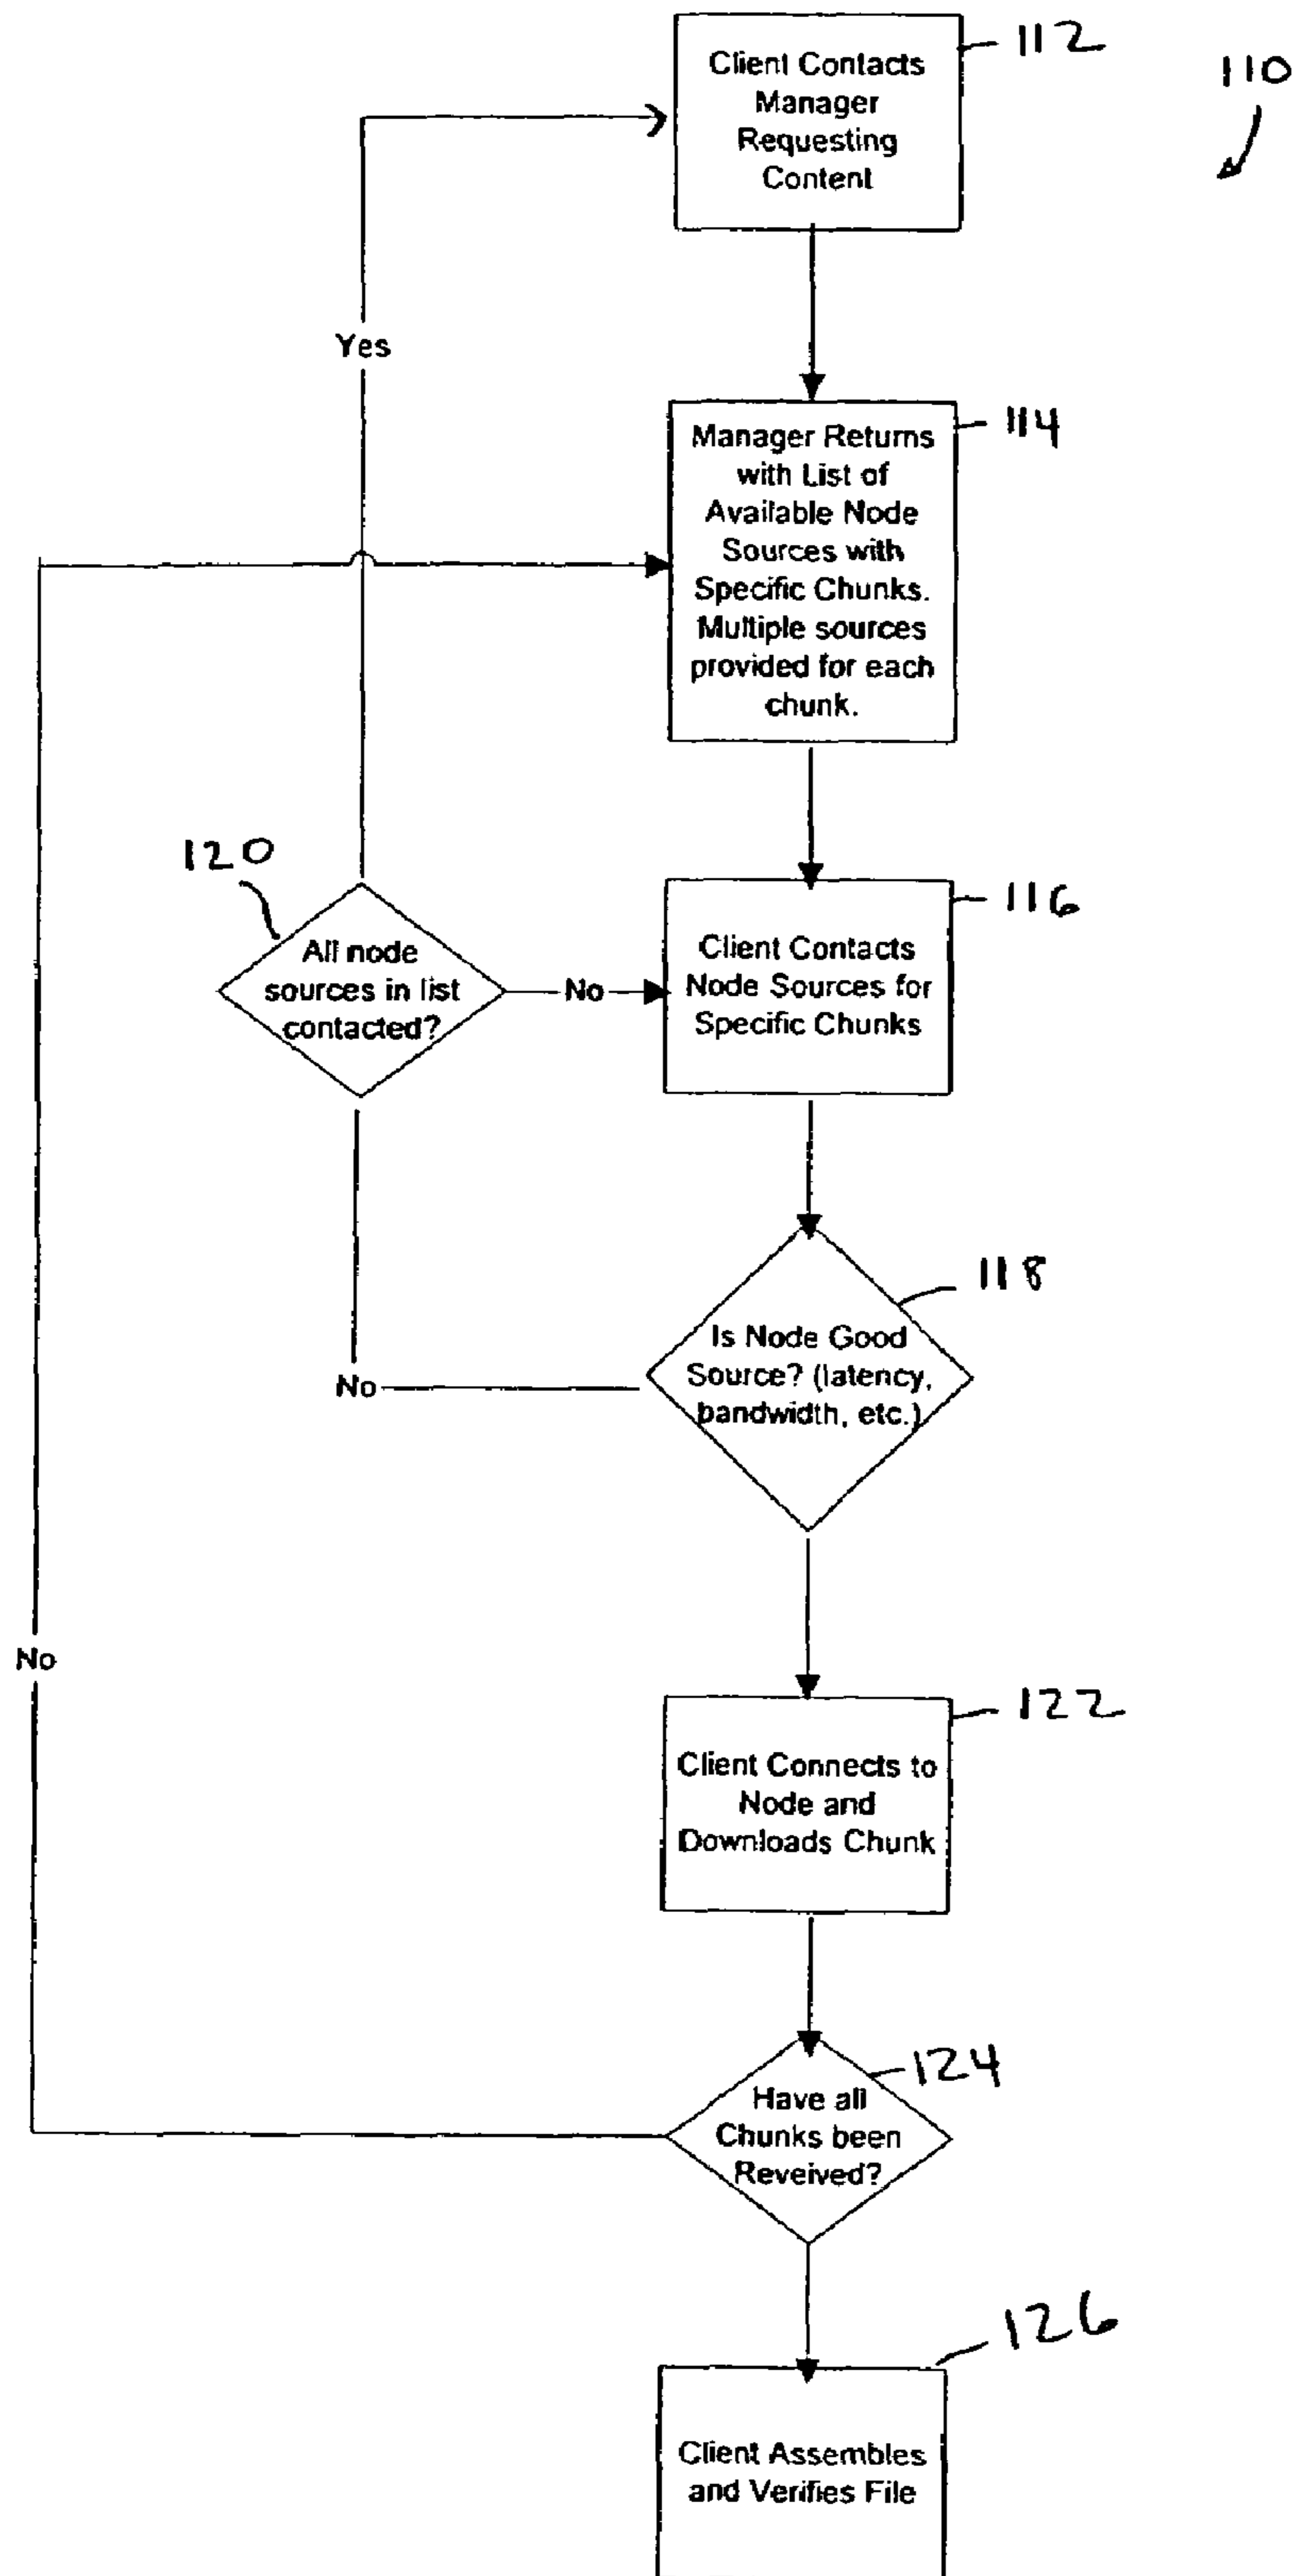 Client Contacts
Manager
Requesting
Content
112
110
Yes
Manager Returns
with List of
Available Node
Sources with
Specific Chunks.
Multiple sources
provided for each
chunk.
114
120
All node
sources in list
contacted?
No
Client Contacts
Node Sources for
Specific Chunks
116
Is Node Good
Source? (latency,
bandwidth, etc.)
118
No
No
Client Connects to
Node and
Downloads Chunk
122
Have all
Chunks been
Reveived?
124
Client Assembles
and Verifies File
126